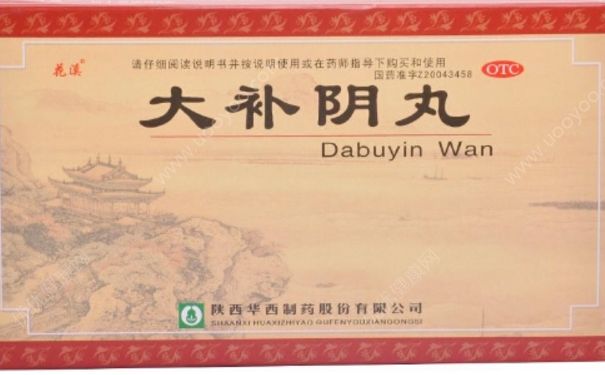 花溪
请仔细阅读说明书并按说明使用或在药师指导下购买和使用
国药准字Z20043458
OTC
大补阴丸
Dabuyin Wan
陕西华西制药股份有限公司
SHAANXI HUAXIZHIYAO GUFENYOUXIANGONGSI